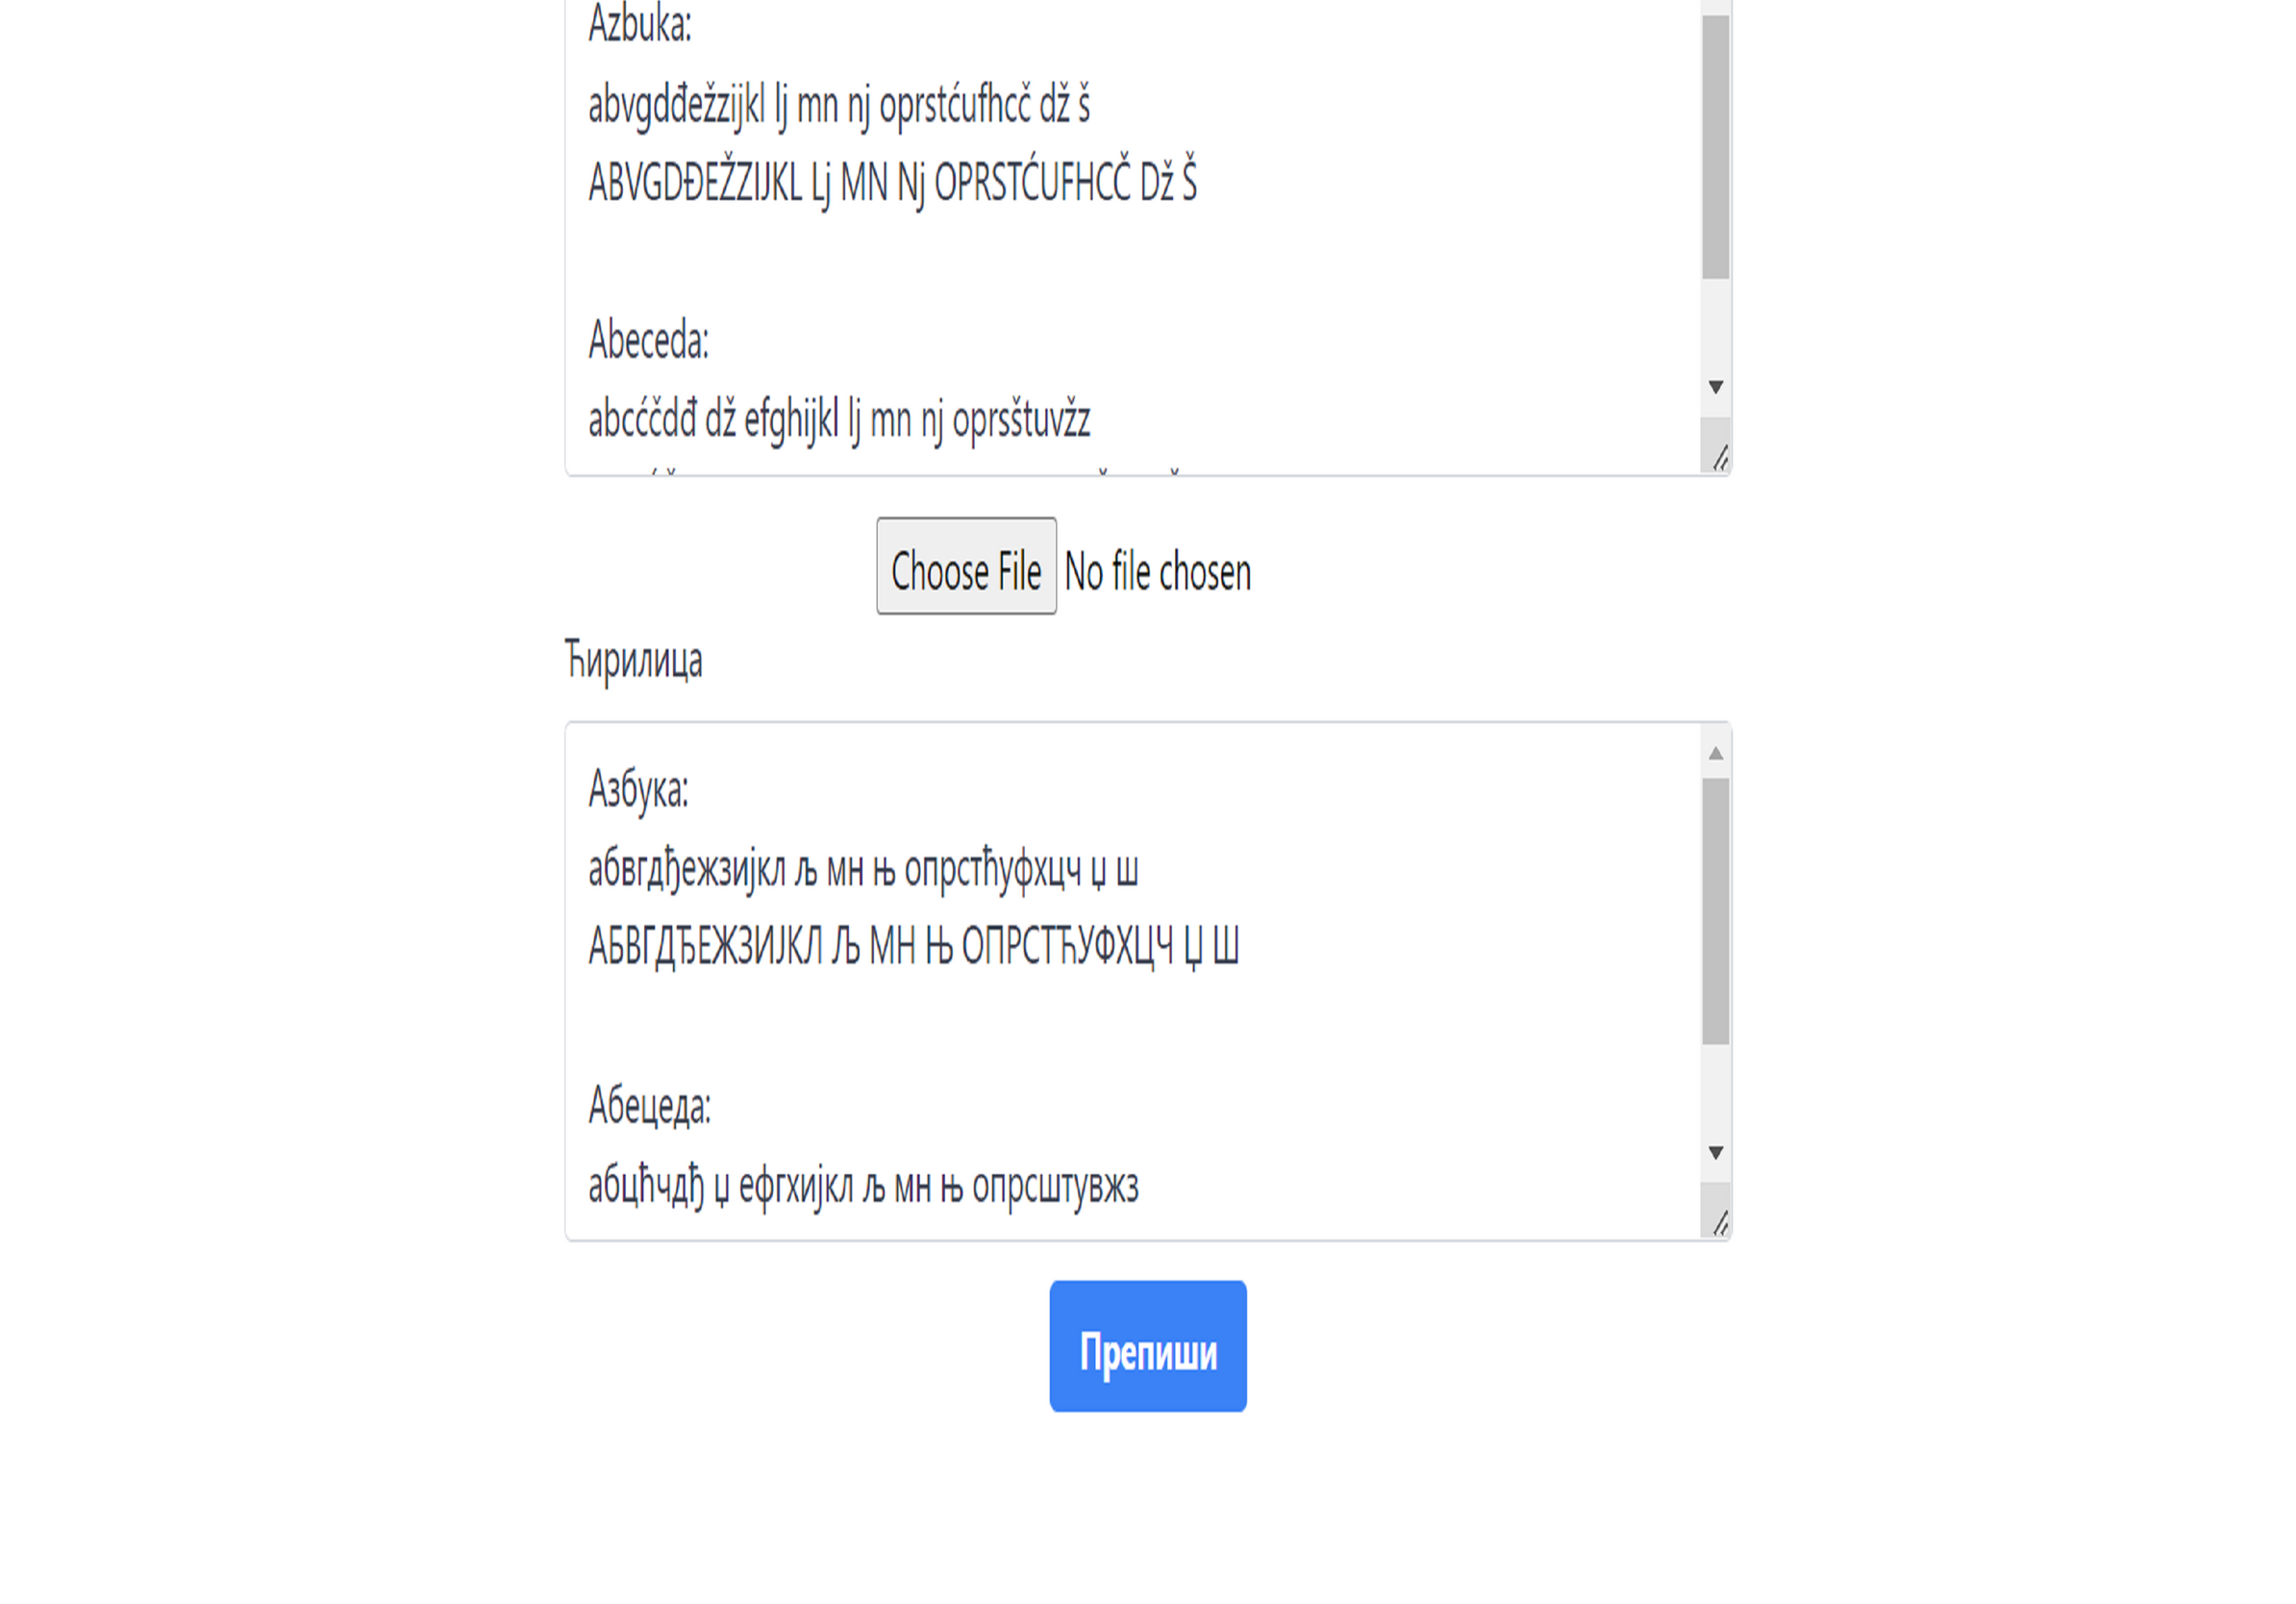 Azbuka:
abvgdđežzijkl lj mn nj oprstćufhcč dž š
ABVGDĐEŽZIJKL Lj MN Nj OPRSTĆUFHCČ Dž Š
Abeceda:
abcćčdđ dž efghijkl lj mn nj oprsštuvžz
Choose File No file chosen
Ћирилица
Азбука:
абвгдђежзијкл љ мн њ опрстћуфхцч џ ш
АБВГДЂЕЖЗИЈКЛ Љ МН Њ ОПРСТЋУФХЦЧ Џ Ш
Абецеда:
абцћчдђ џ ефгхијкл љ мн њ опрсштувжз
Препиши